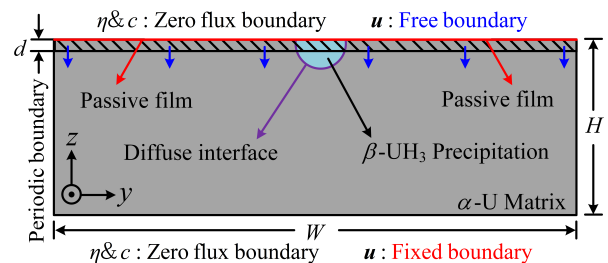 η&c : Zero flux boundary u: Free boundary
d
Periodic boundary
Passive film Passive film
H
Diffuse interface β-UH₃ Precipitation
z
y
α-U Matrix
W
η&c : Zero flux boundary u : Fixed boundary